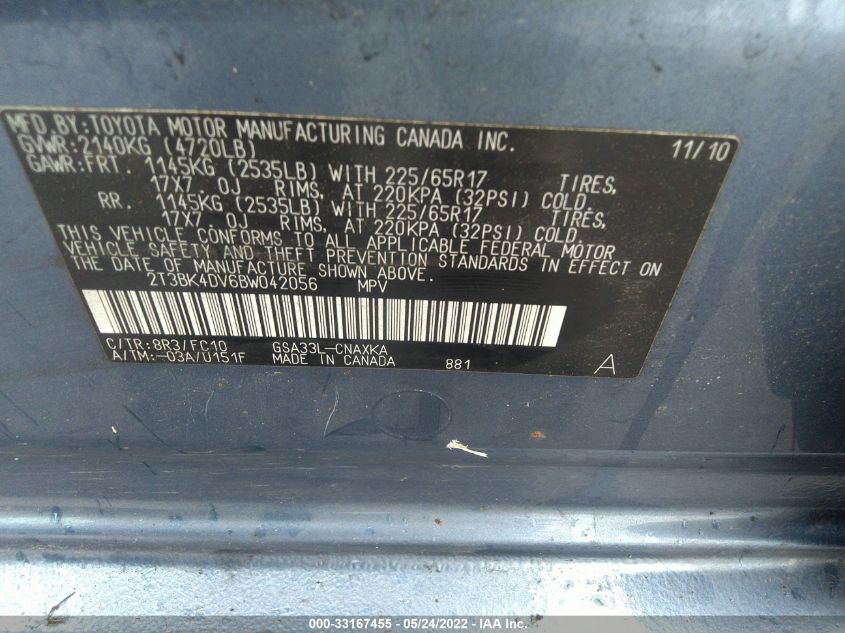 MFD.BY:TOYOTA MOTOR MANUFACTURING CANADA INC.
GVWR:2140KG (4720LB) 11/10
GAWR:FRT. 1145KG (2535LB) WITH 225/65R17 TIRES,
17X7.0J RIMS, AT 220KPA (32PSI) COLD.
RR. 1145KG (2535LB) WITH 225/65R17 TIRES,
17X7.0J RIMS, AT 220KPA (32PSI) COLD.
THIS VEHICLE CONFORMS TO ALL APPLICABLE FEDERAL MOTOR
VEHICLE SAFETY AND THEFT PREVENTION STANDARDS IN EFFECT ON
THE DATE OF MANUFACTURE SHOWN ABOVE.
2T3BK4DV6BW042056 MPV
C/TR:8R3/FC10 GSA33L-CNAXKA
A/TM:-03A/U151F MADE IN CANADA 881 A
000-33167455 - 05/24/2022 - IAA Inc.